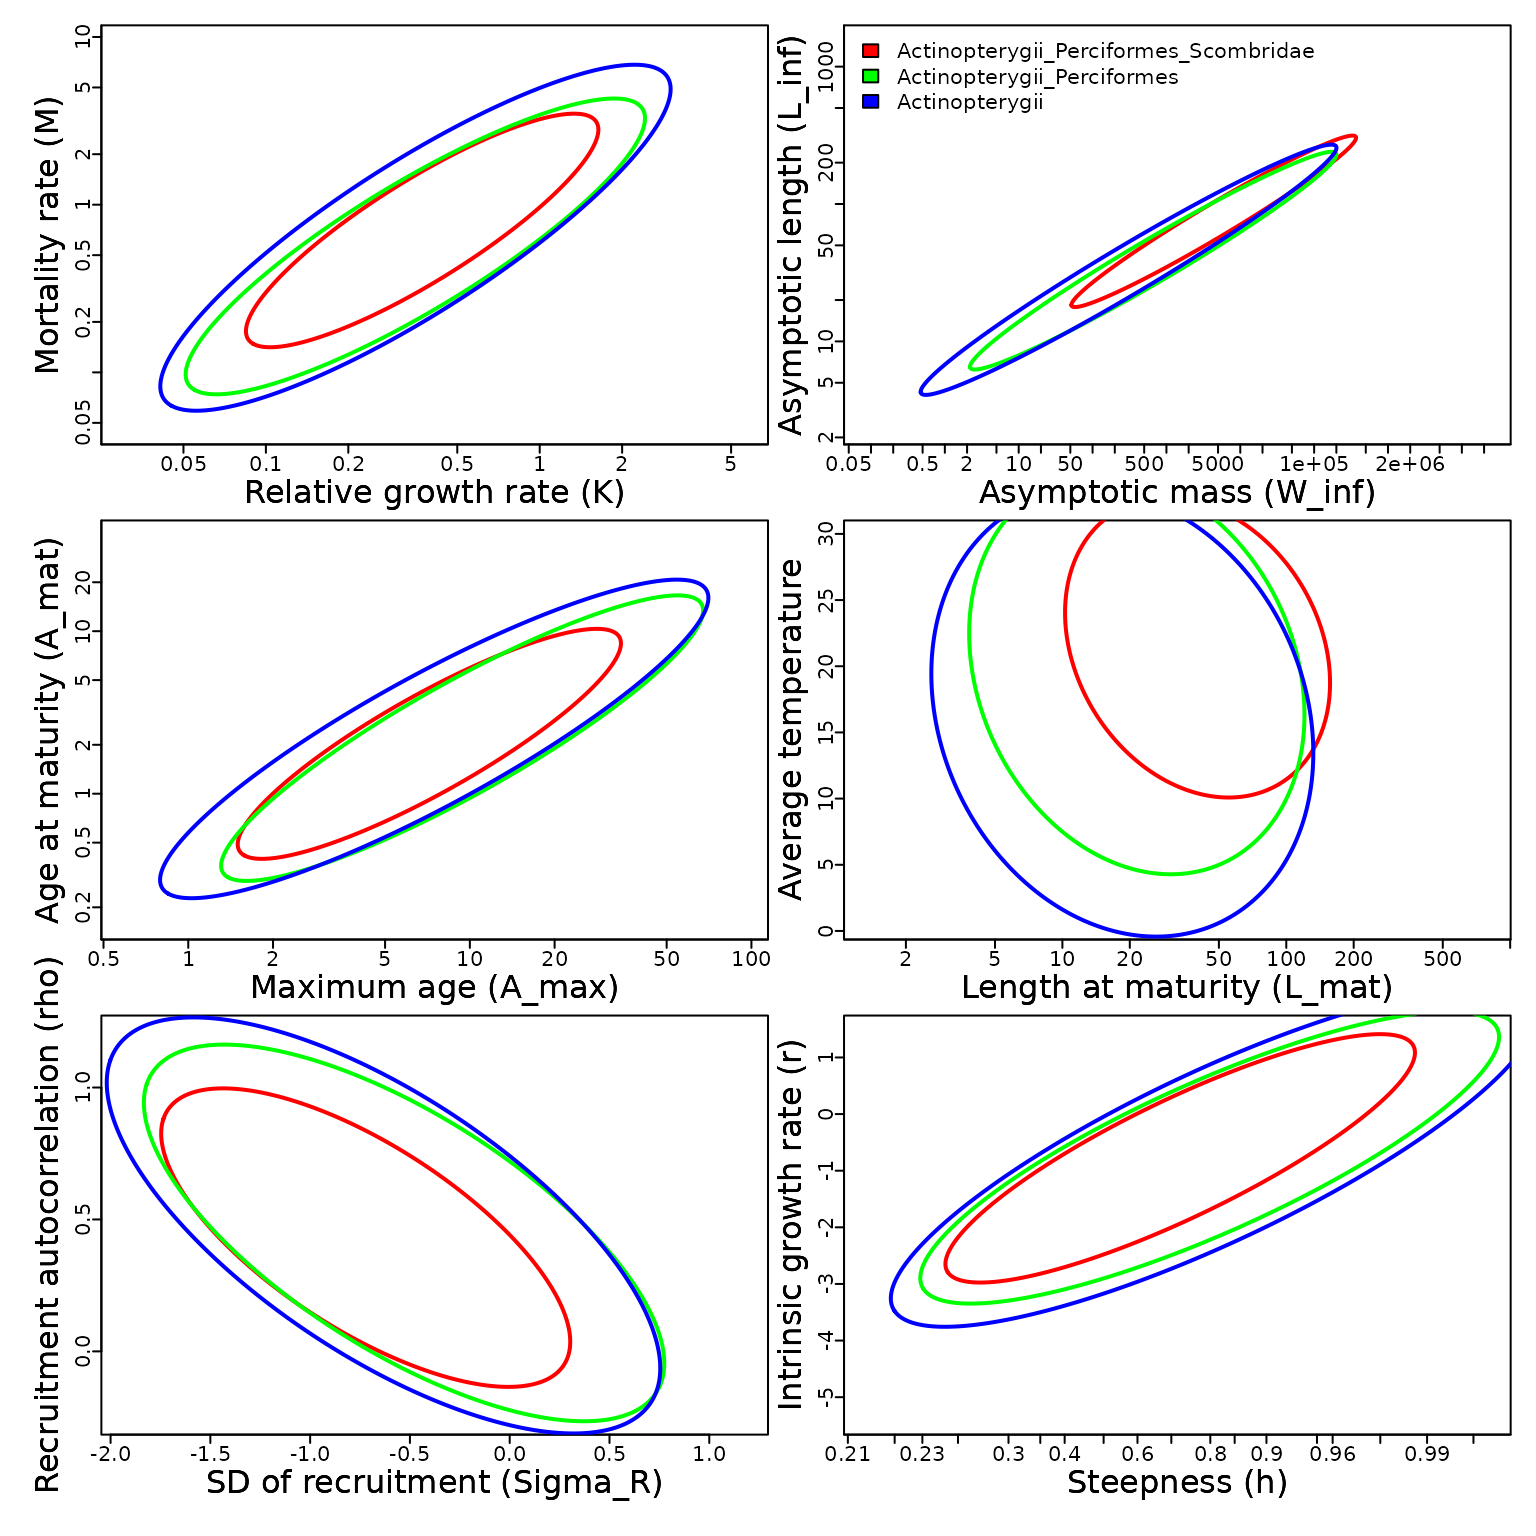 Mortality rate (M)
10
5
2
1
0.5
0.2
0.05
0.05 0.1 0.2 0.5 1 2 5
Relative growth rate (K)
Asymptotic length (L_inf)
1000
200
50
10
5
2
Actinopterygii_Perciformes_Scombridae
Actinopterygii_Perciformes
Actinopterygii
0.05 0.5 2 10 50 500 5000 1e+05 2e+06
Asymptotic mass (W_inf)
Age at maturity (A_mat)
20
10
5
2
1
0.5
0.2
0.5 1 2 5 10 20 50 100
Maximum age (A_max)
Average temperature
30
25
20
15
10
5
0
2 5 10 20 50 100 200 500
Length at maturity (L_mat)
Recruitment autocorrelation (rho)
1.0
0.5
0.0
-2.0 -1.5 -1.0 -0.5 0.0 0.5 1.0
SD of recruitment (Sigma_R)
Intrinsic growth rate (r)
1
0
-1
-2
-3
-4
-5
0.21 0.23 0.3 0.4 0.6 0.8 0.9 0.96 0.99
Steepness (h)